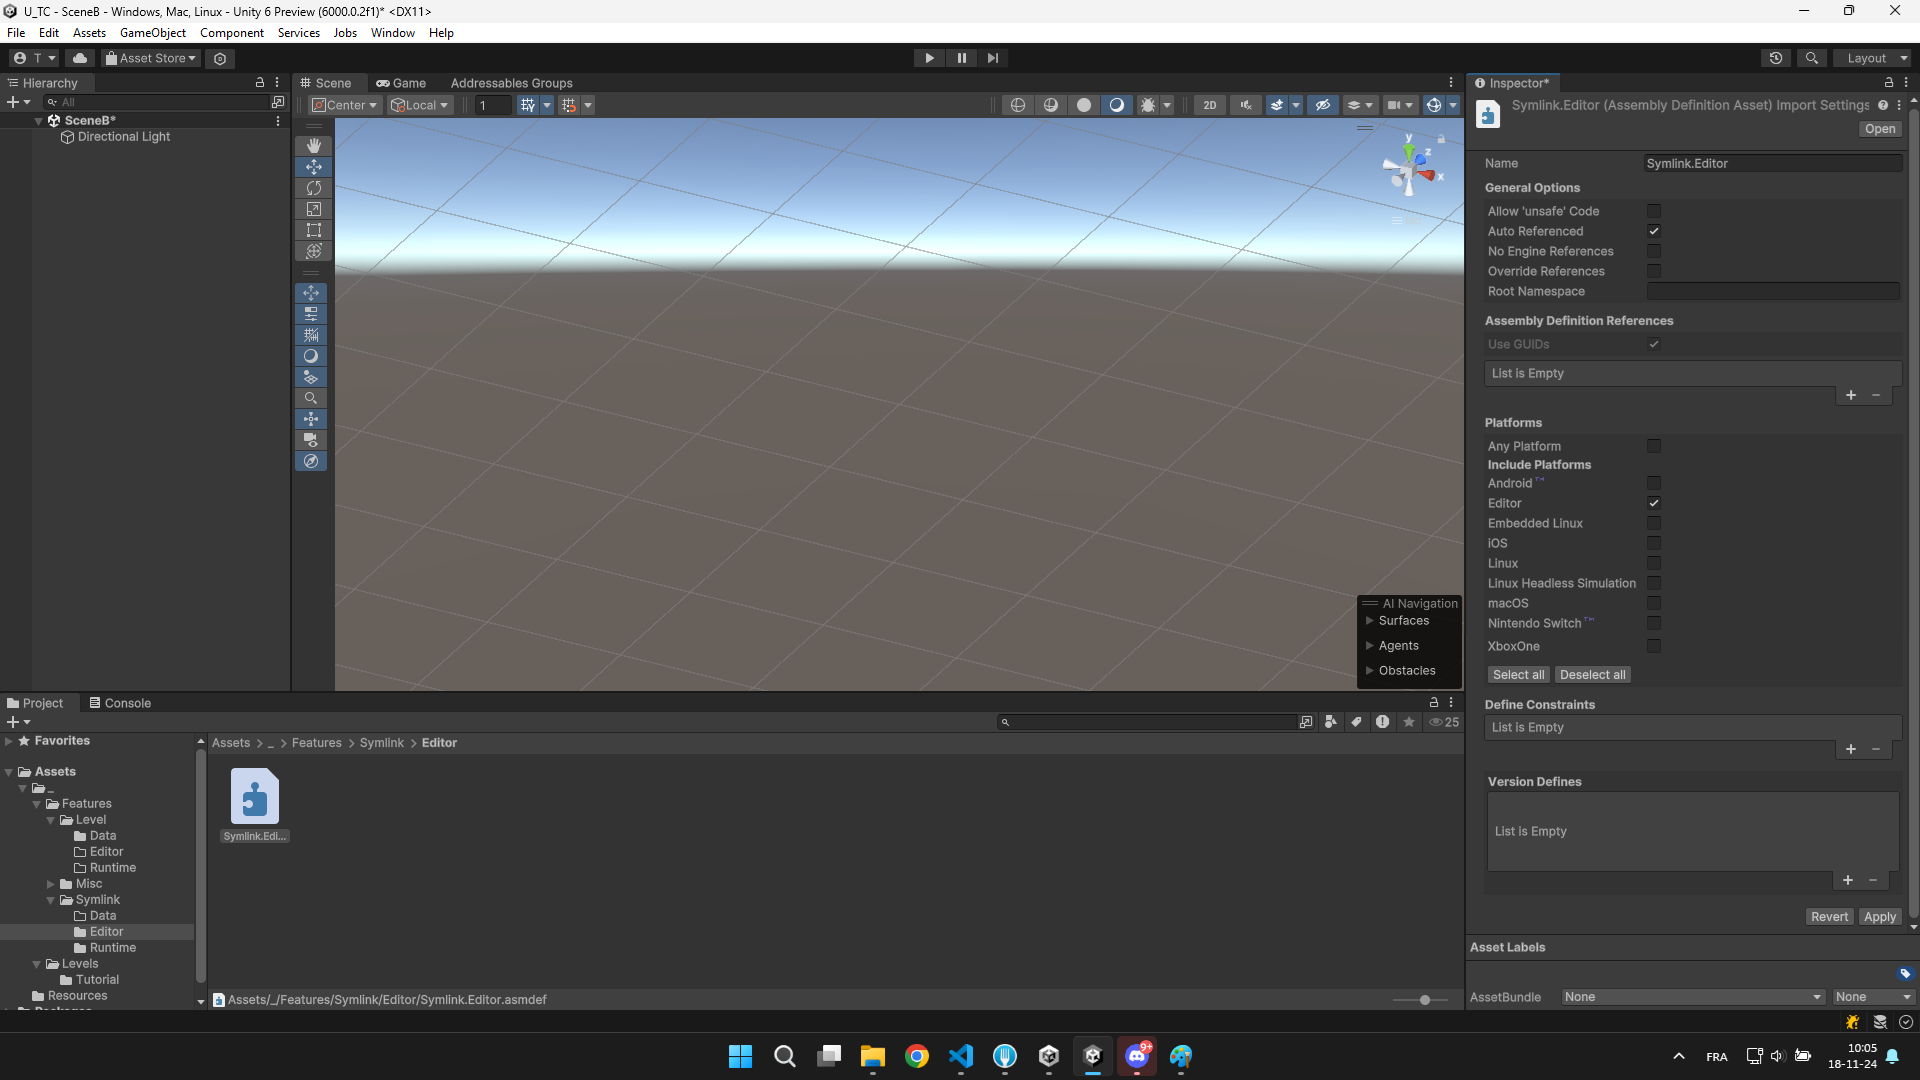 U_TC - SceneB - Windows, Mac, Linux - Unity 6 Preview (6000.0.2f1)* <DX11>
File Edit Assets GameObject Component Services Jobs Window Help
T Asset Store Layout
Hierarchy
All
SceneB*
Directional Light
Scene Game Addressables Groups
Center Local 1 2D
y
z
x
AI Navigation
Surfaces
Agents
Obstacles
Project Console
25
Favorites
Assets
_
Features
Level
Data
Editor
Runtime
Misc
Symlink
Data
Editor
Runtime
Levels
Tutorial
Resources
Packages
Assets > _ > Features > Symlink > Editor
Symlink.Edi...
Assets/_/Features/Symlink/Editor/Symlink.Editor.asmdef
Inspector*
Symlink.Editor (Assembly Definition Asset) Import Settings
Open
Name Symlink.Editor
General Options
Allow 'unsafe' Code
Auto Referenced
No Engine References
Override References
Root Namespace
Assembly Definition References
Use GUIDs
List is Empty
+ −
Platforms
Any Platform
Include Platforms
Android™
Editor
Embedded Linux
iOS
Linux
Linux Headless Simulation
macOS
Nintendo Switch™
XboxOne
Select all Deselect all
Define Constraints
List is Empty
+ −
Version Defines
List is Empty
+ −
Revert Apply
Asset Labels
AssetBundle None None
9+
FRA
10:05
18-11-24